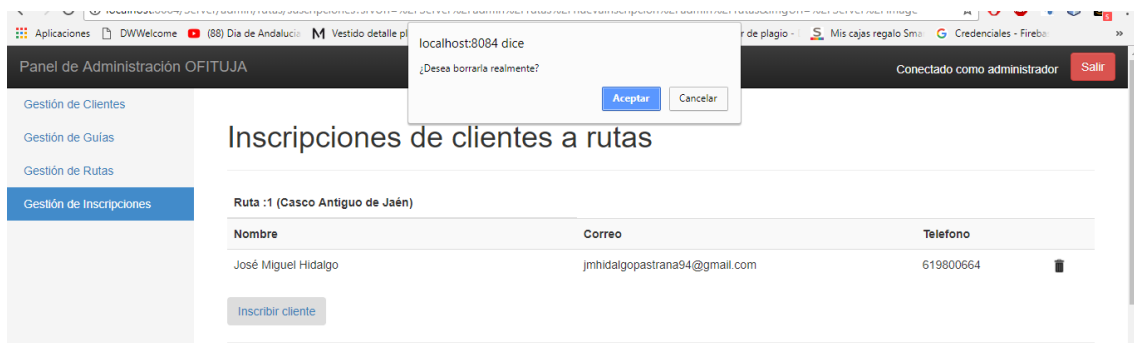 Aplicaciones DWWelcome (88) Dia de Andalucía Vestido detalle pl r de plagio - Mis cajas regalo Sma Credenciales - Fireba »
localhost:8084 dice
¿Desea borrarla realmente?
Aceptar Cancelar
Panel de Administración OFITUJA Conectado como administrador Salir
Gestión de Clientes
Gestión de Guías
Gestión de Rutas
Gestión de Inscripciones
Inscripciones de clientes a rutas
Ruta :1 (Casco Antiguo de Jaén)
Nombre Correo Telefono
José Miguel Hidalgo jmhidalgopastrana94@gmail.com 619800664
Inscribir cliente